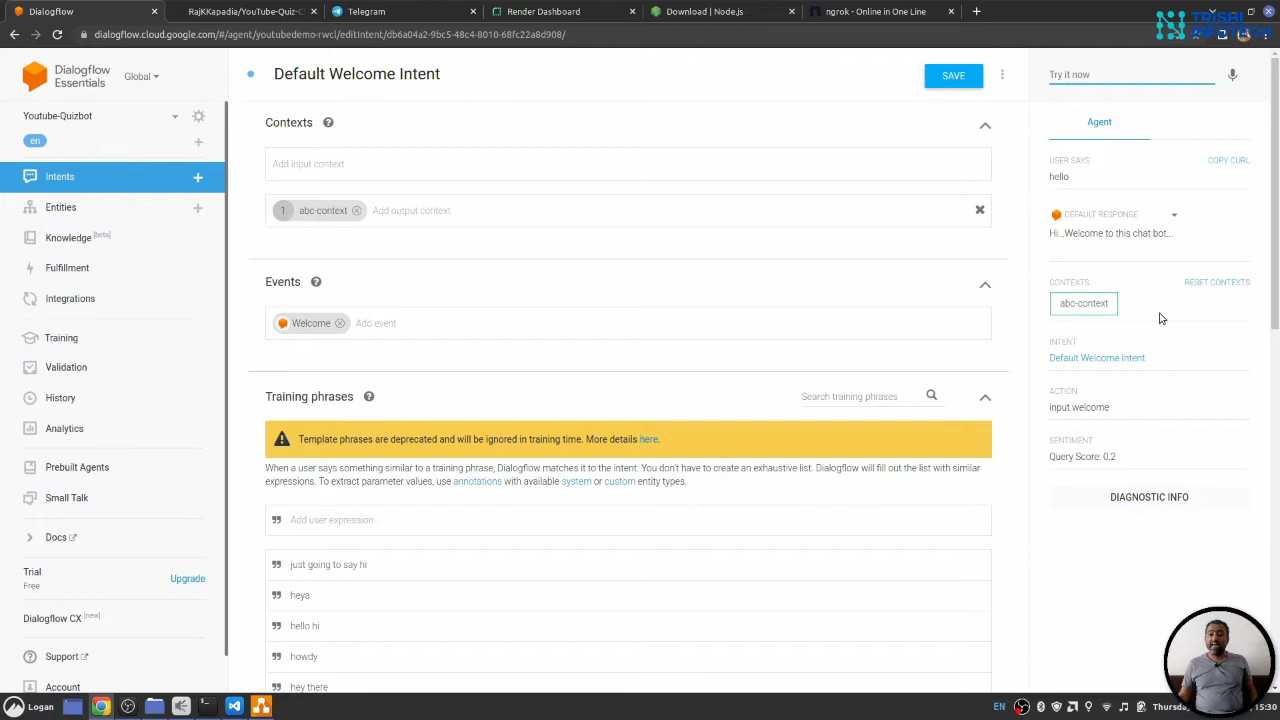 Dialogflow
RajKKapadia/YouTube-Quiz-
Telegram
Render Dashboard
Download | Node.js
ngrok - Online in One Line
dialogflow.cloud.google.com/#/agent/youtubedemo-rwcl/editIntent/db6a04a2-9bc5-48c4-8010-68fc22a8d908/
TRISHI INFOTECH
Dialogflow
Essentials
Global
Default Welcome Intent
SAVE
Try it now
Youtube-Quizbot
en
Intents
Entities
Knowledge [beta]
Fulfillment
Integrations
Training
Validation
History
Analytics
Prebuilt Agents
Small Talk
Docs
Trial
Free
Upgrade
Dialogflow CX [new]
Support
Account
Contexts
Add input context
1 abc-context Add output context
Events
Welcome Add event
Training phrases
Search training phrases
Template phrases are deprecated and will be ignored in training time. More details here.
When a user says something similar to a training phrase, Dialogflow matches it to the intent. You don't have to create an exhaustive list. Dialogflow will fill out the list with similar
expressions. To extract parameter values, use annotations with available system or custom entity types.
Add user expression
just going to say hi
heya
hello hi
howdy
hey there
Agent
USER SAYS
COPY CURL
hello
DEFAULT RESPONSE
Hi...Welcome to this chat bot...
CONTEXTS
RESET CONTEXTS
abc-context
INTENT
Default Welcome Intent
ACTION
input.welcome
SENTIMENT
Query Score: 0.2
DIAGNOSTIC INFO
Logan
EN
Thursday
15:30